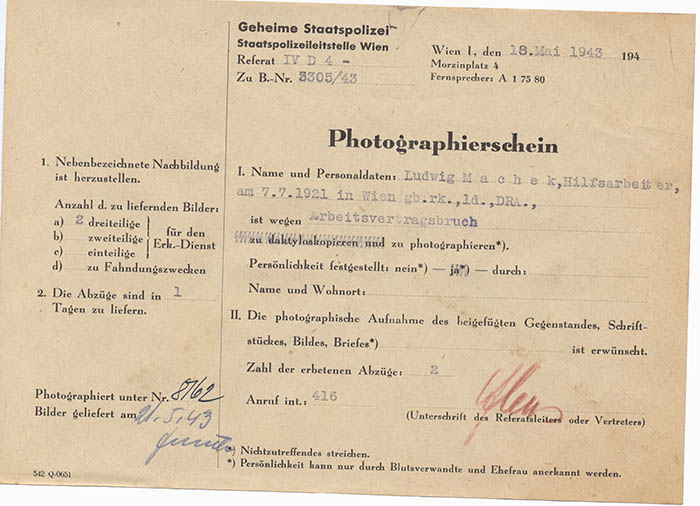 Geheime Staatspolizei
Staatspolizeileitstelle Wien
Referat IV D 4 -
Zu B.-Nr. 3305/43
Wien I., den 18. Mai 1943 194
Morzinplatz 4
Fernsprecher: A 1 75 80
Photographierschein
1. Nebenbezeichnete Nachbildung
ist herzustellen.
Anzahl d. zu liefernden Bilder:
a) 2 dreiteilige
b) zweiteilige
c) einteilige
für den
Erk.-Dienst
d) zu Fahndungszwecken
2. Die Abzüge sind in 1
Tagen zu liefern.
Photographiert unter Nr. 8162
Bilder geliefert am 21.5.43
542 Q-0651
I. Name und Personaldaten: Ludwig M a c h e k, Hilfsarbeiter,
am 7.7.1921 in Wien gb.rk.,ld.,DRA.,
ist wegen Arbeitsvertragsbruch
zu daktyloskopieren und zu photographieren*).
Persönlichkeit festgestellt: nein*) — ja*) — durch:
Name und Wohnort:
II. Die photographische Aufnahme des beigefügten Gegenstandes, Schrift-
stückes, Bildes, Briefes*) ist erwünscht.
Zahl der erbetenen Abzüge: 2
Anruf int.: 416
(Unterschrift des Referatsleiters oder Vertreters)
*) Nichtzutreffendes streichen.
*) Persönlichkeit kann nur durch Blutsverwandte und Ehefrau anerkannt werden.